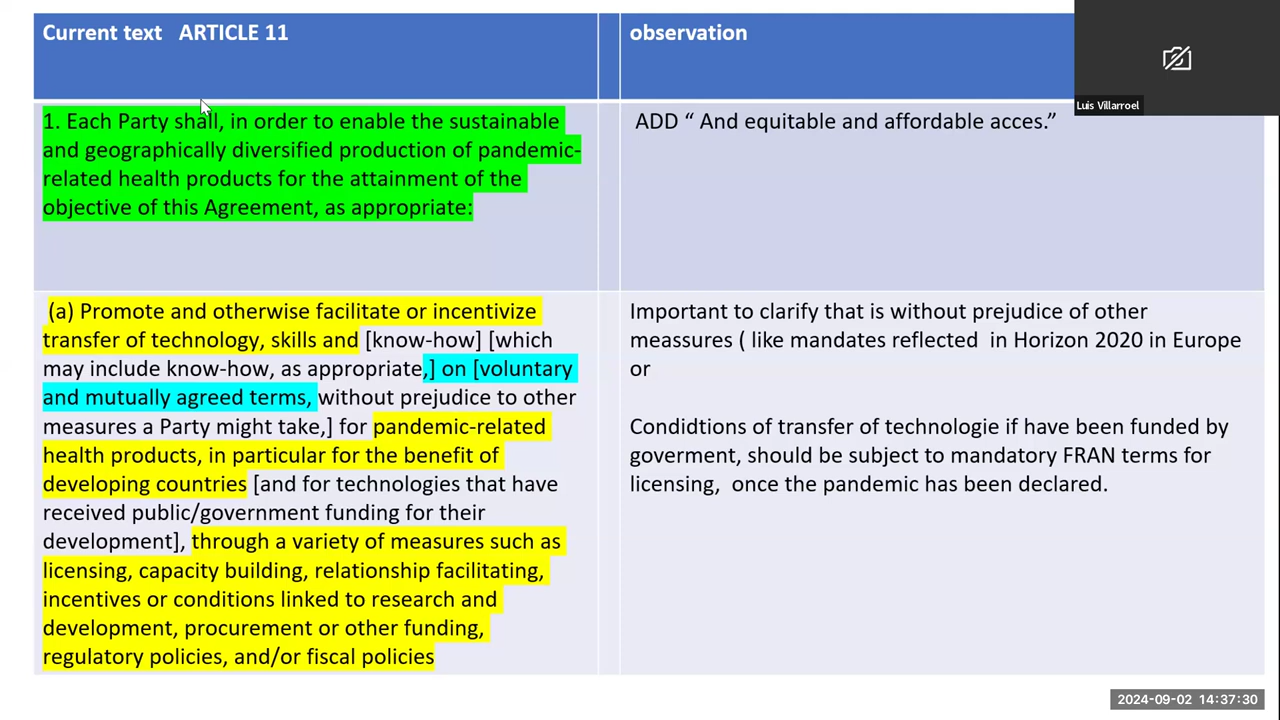 Current text   ARTICLE 11
observation
Luis Villarroel
1. Each Party shall, in order to enable the sustainable
and geographically diversified production of pandemic-
related health products for the attainment of the
objective of this Agreement, as appropriate:
ADD “ And equitable and affordable acces.”
(a) Promote and otherwise facilitate or incentivize
transfer of technology, skills and [know-how] [which
may include know-how, as appropriate,] on [voluntary
and mutually agreed terms, without prejudice to other
measures a Party might take,] for pandemic-related
health products, in particular for the benefit of
developing countries [and for technologies that have
received public/government funding for their
development], through a variety of measures such as
licensing, capacity building, relationship facilitating,
incentives or conditions linked to research and
development, procurement or other funding,
regulatory policies, and/or fiscal policies
Important to clarify that is without prejudice of other
meassures ( like mandates reflected  in Horizon 2020 in Europe
or
Condidtions of transfer of technologie if have been funded by
goverment, should be subject to mandatory FRAN terms for
licensing,  once the pandemic has been declared.
2024-09-02 14:37:30